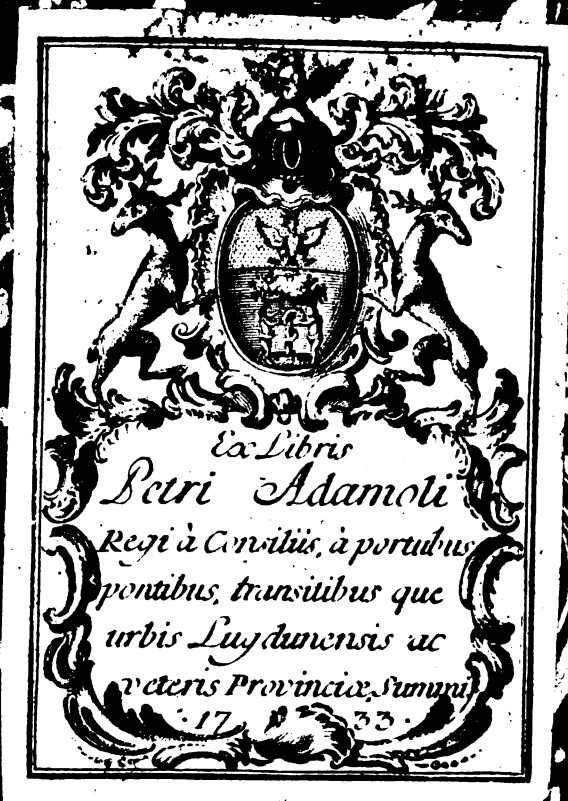 Ex Libris
Petri Adamoli
Regi à Consiliis, à portubus
pontibus, transitibus que
urbis Lugdunensis ac
veteris Provinciæ, Summi
·17 33·